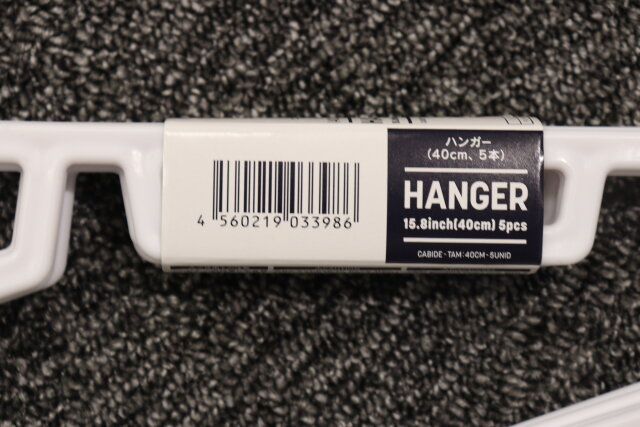 ハンガー
(40cm、5本)
HANGER
15.8inch(40cm) 5pcs
CABIDE - TAM: 40CM - 5UNID
4 560219 033986